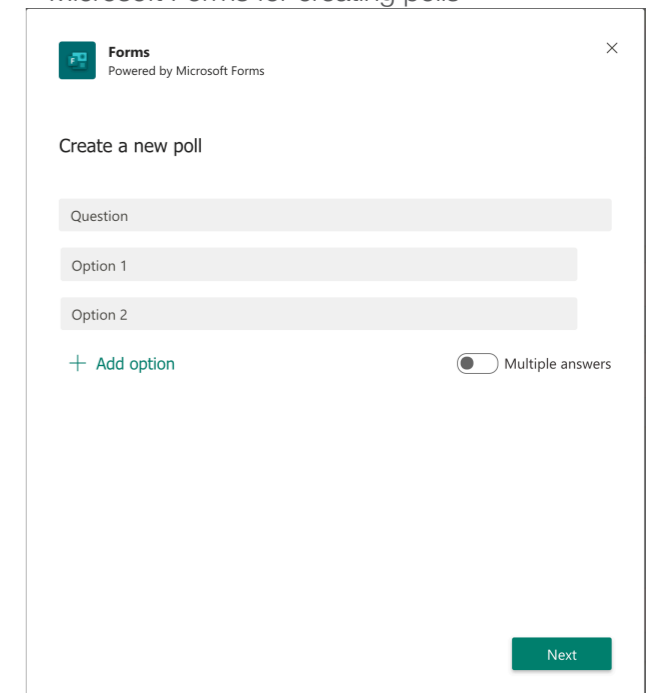 Microsoft Forms for creating polls
Forms
Powered by Microsoft Forms
Create a new poll
Question
Option 1
Option 2
+ Add option
Multiple answers
Next